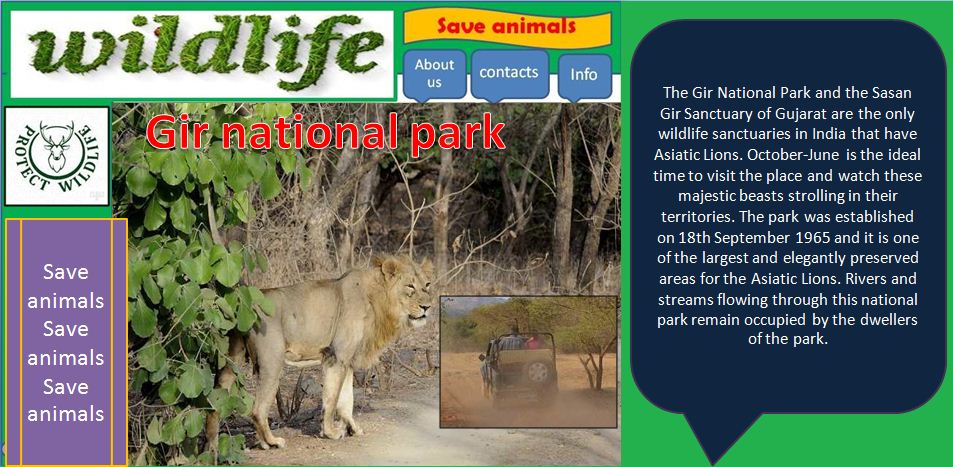 wildlife
Save animals
About
us
contacts
Info
PROTECT WILDLIFE
Gir national park
Save
animals
Save
animals
Save
animals
The Gir National Park and the Sasan
Gir Sanctuary of Gujarat are the only
wildlife sanctuaries in India that have
Asiatic Lions. October-June is the ideal
time to visit the place and watch these
majestic beasts strolling in their
territories. The park was established
on 18th September 1965 and it is one
of the largest and elegantly preserved
areas for the Asiatic Lions. Rivers and
streams flowing through this national
park remain occupied by the dwellers
of the park.